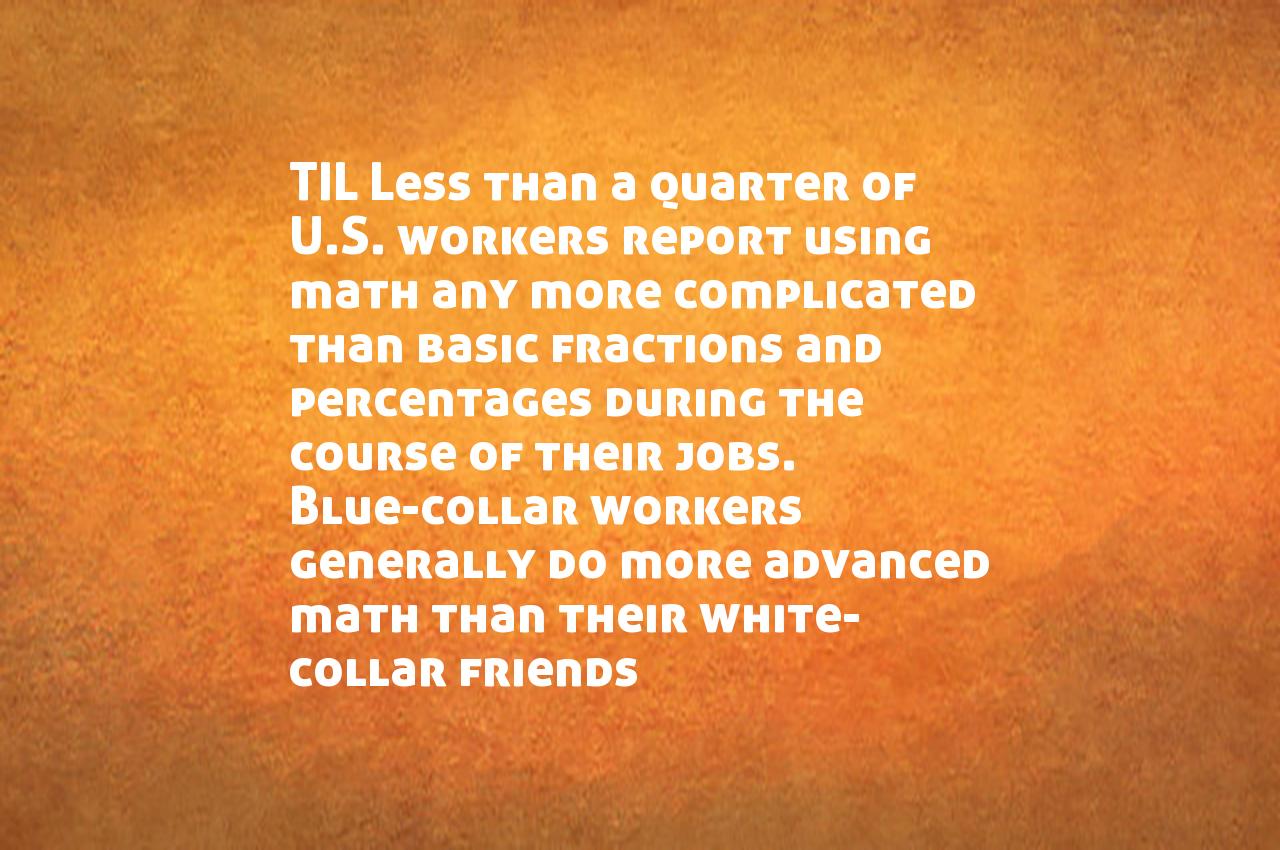 TIL Less than a quarter of
U.S. workers report using
math any more complicated
than basic fractions and
percentages during the
course of their jobs.
Blue-collar workers
generally do more advanced
math than their white-
collar friends